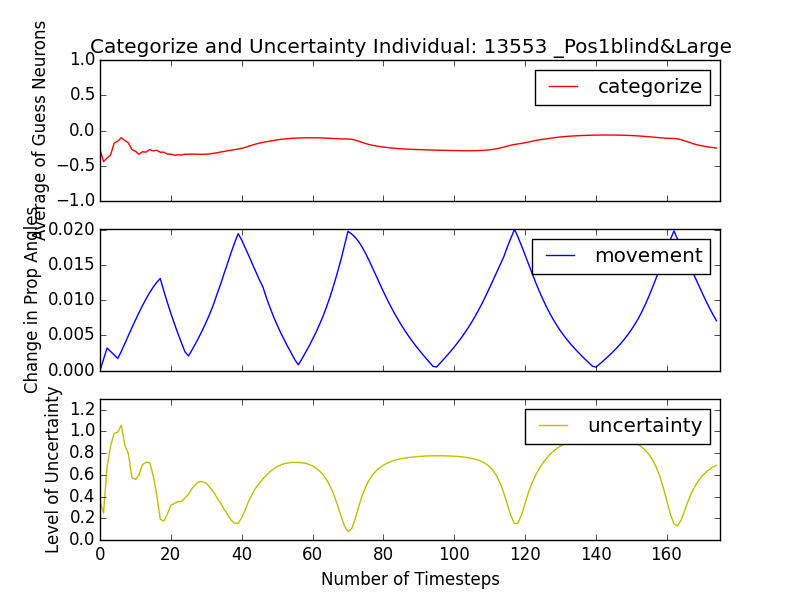 Categorize and Uncertainty Individual: 13553 _Pos1blind&Large
Average of Guess Neurons
1.0
0.5
0.0
−0.5
−1.0
categorize
Change in Prop Angles
0.020
0.015
0.010
0.005
0.000
movement
Level of Uncertainty
1.2
1.0
0.8
0.6
0.4
0.2
0.0
uncertainty
0 20 40 60 80 100 120 140 160
Number of Timesteps